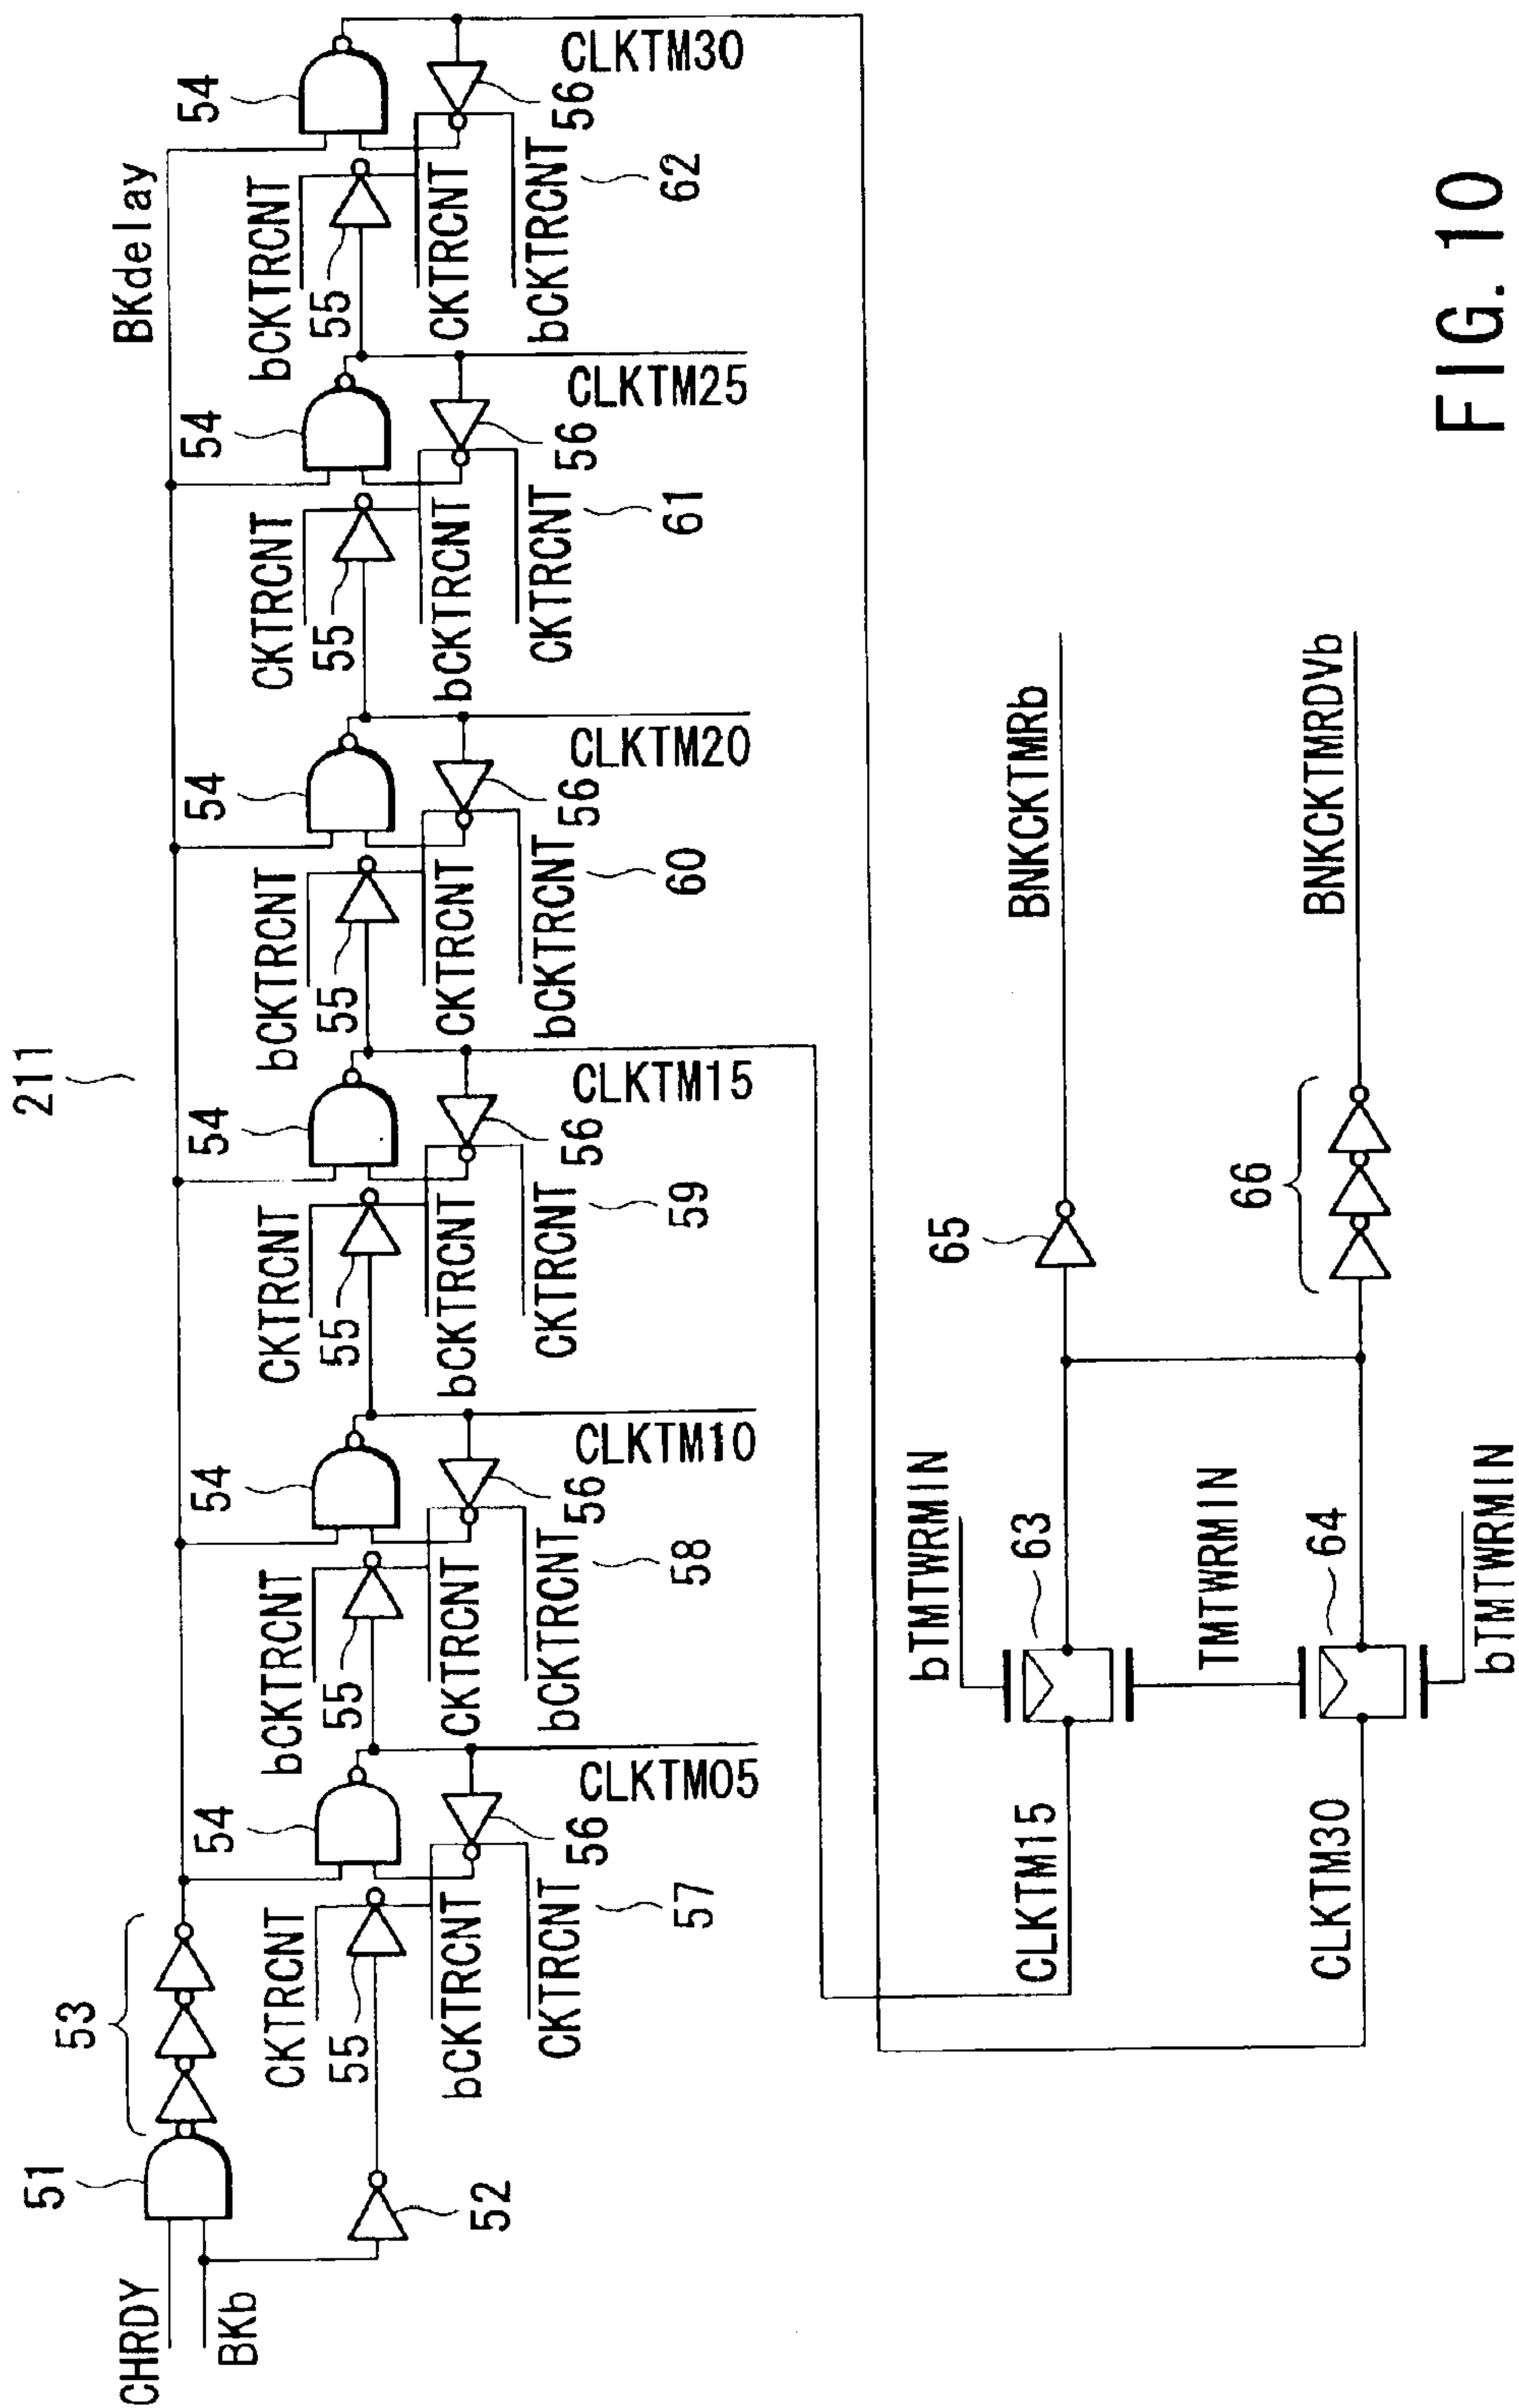 211
BKdelay
53
51
CHRDY
BKb
52
54
54
54
54
54
54
CKTRCNT
bCKTRCNT
CKTRCNT
bCKTRCNT
CKTRCNT
bCKTRCNT
55
55
55
55
55
55
bCKTRCNT
CKTRCNT
bCKTRCNT
CKTRCNT
bCKTRCNT
CKTRCNT
CKTRCNT
bCKTRCNT
CKTRCNT
bCKTRCNT
CKTRCNT
bCKTRCNT
56
56
56
56
56
56
CLKTM05
CLKTM10
CLKTM15
CLKTM20
CLKTM25
CLKTM30
57
58
59
60
61
62
bTMTWRMIN
63
65
BNKCKTMRb
CLKTM15
TMTWRMIN
64
66
BNKCKTMRDVb
CLKTM30
bTMTWRMIN
FIG. 10